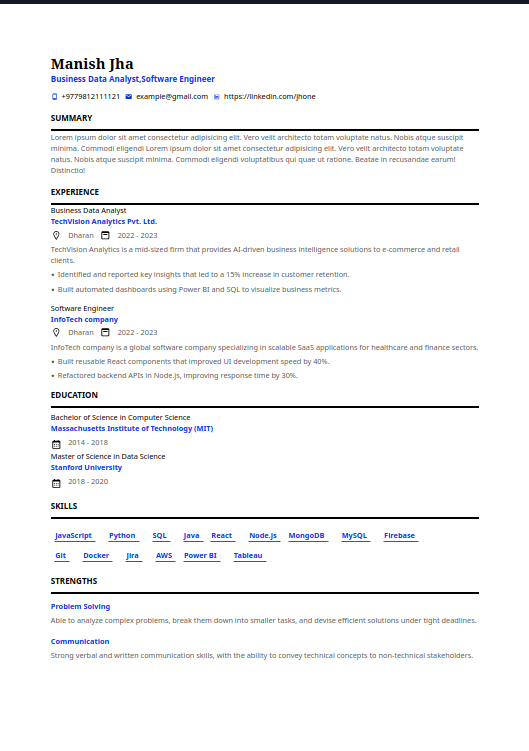 Manish Jha
Business Data Analyst,Software Engineer
+9779812111121 example@gmail.com https://linkedin.com/jhone
SUMMARY
Lorem ipsum dolor sit amet consectetur adipisicing elit. Vero velit architecto totam voluptate natus. Nobis atque suscipit
minima. Commodi eligendi Lorem ipsum dolor sit amet consectetur adipisicing elit. Vero velit architecto totam voluptate
natus. Nobis atque suscipit minima. Commodi eligendi voluptatibus qui quae ut ratione. Beatae in recusandae earum!
Distinctio!
EXPERIENCE
Business Data Analyst
TechVision Analytics Pvt. Ltd.
Dharan 2022 - 2023
TechVision Analytics is a mid-sized firm that provides AI-driven business intelligence solutions to e-commerce and retail
clients.
• Identified and reported key insights that led to a 15% increase in customer retention.
• Built automated dashboards using Power BI and SQL to visualize business metrics.
Software Engineer
InfoTech company
Dharan 2022 - 2023
InfoTech company is a global software company specializing in scalable SaaS applications for healthcare and finance sectors.
• Built reusable React components that improved UI development speed by 40%.
• Refactored backend APIs in Node.js, improving response time by 30%.
EDUCATION
Bachelor of Science in Computer Science
Massachusetts Institute of Technology (MIT)
2014 - 2018
Master of Science in Data Science
Stanford University
2018 - 2020
SKILLS
JavaScript Python SQL Java React Node.js MongoDB MySQL Firebase
Git Docker Jira AWS Power BI Tableau
STRENGTHS
Problem Solving
Able to analyze complex problems, break them down into smaller tasks, and devise efficient solutions under tight deadlines.
Communication
Strong verbal and written communication skills, with the ability to convey technical concepts to non-technical stakeholders.